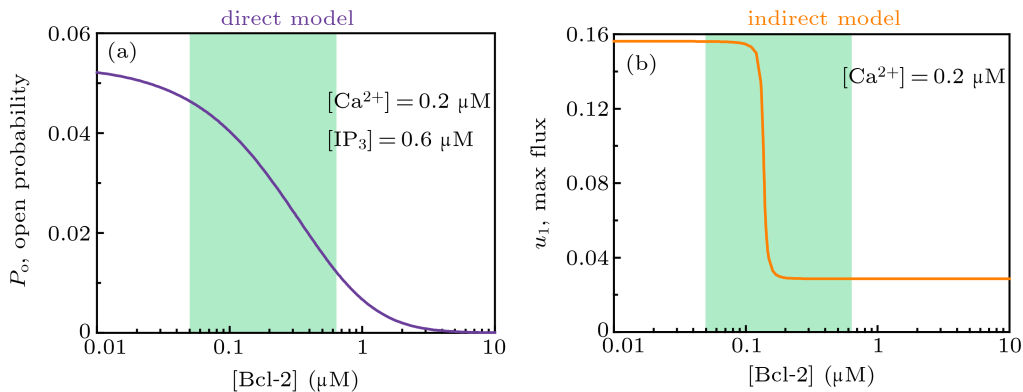 direct model
(a)
[Ca²⁺] = 0.2 μM
[IP₃] = 0.6 μM
Pₒ, open probability
0.06
0.04
0.02
0
0.01
0.1
1
10
[Bcl-2] (μM)
indirect model
(b)
[Ca²⁺] = 0.2 μM
u₁, max flux
0.16
0.12
0.08
0.04
0
0.01
0.1
1
10
[Bcl-2] (μM)